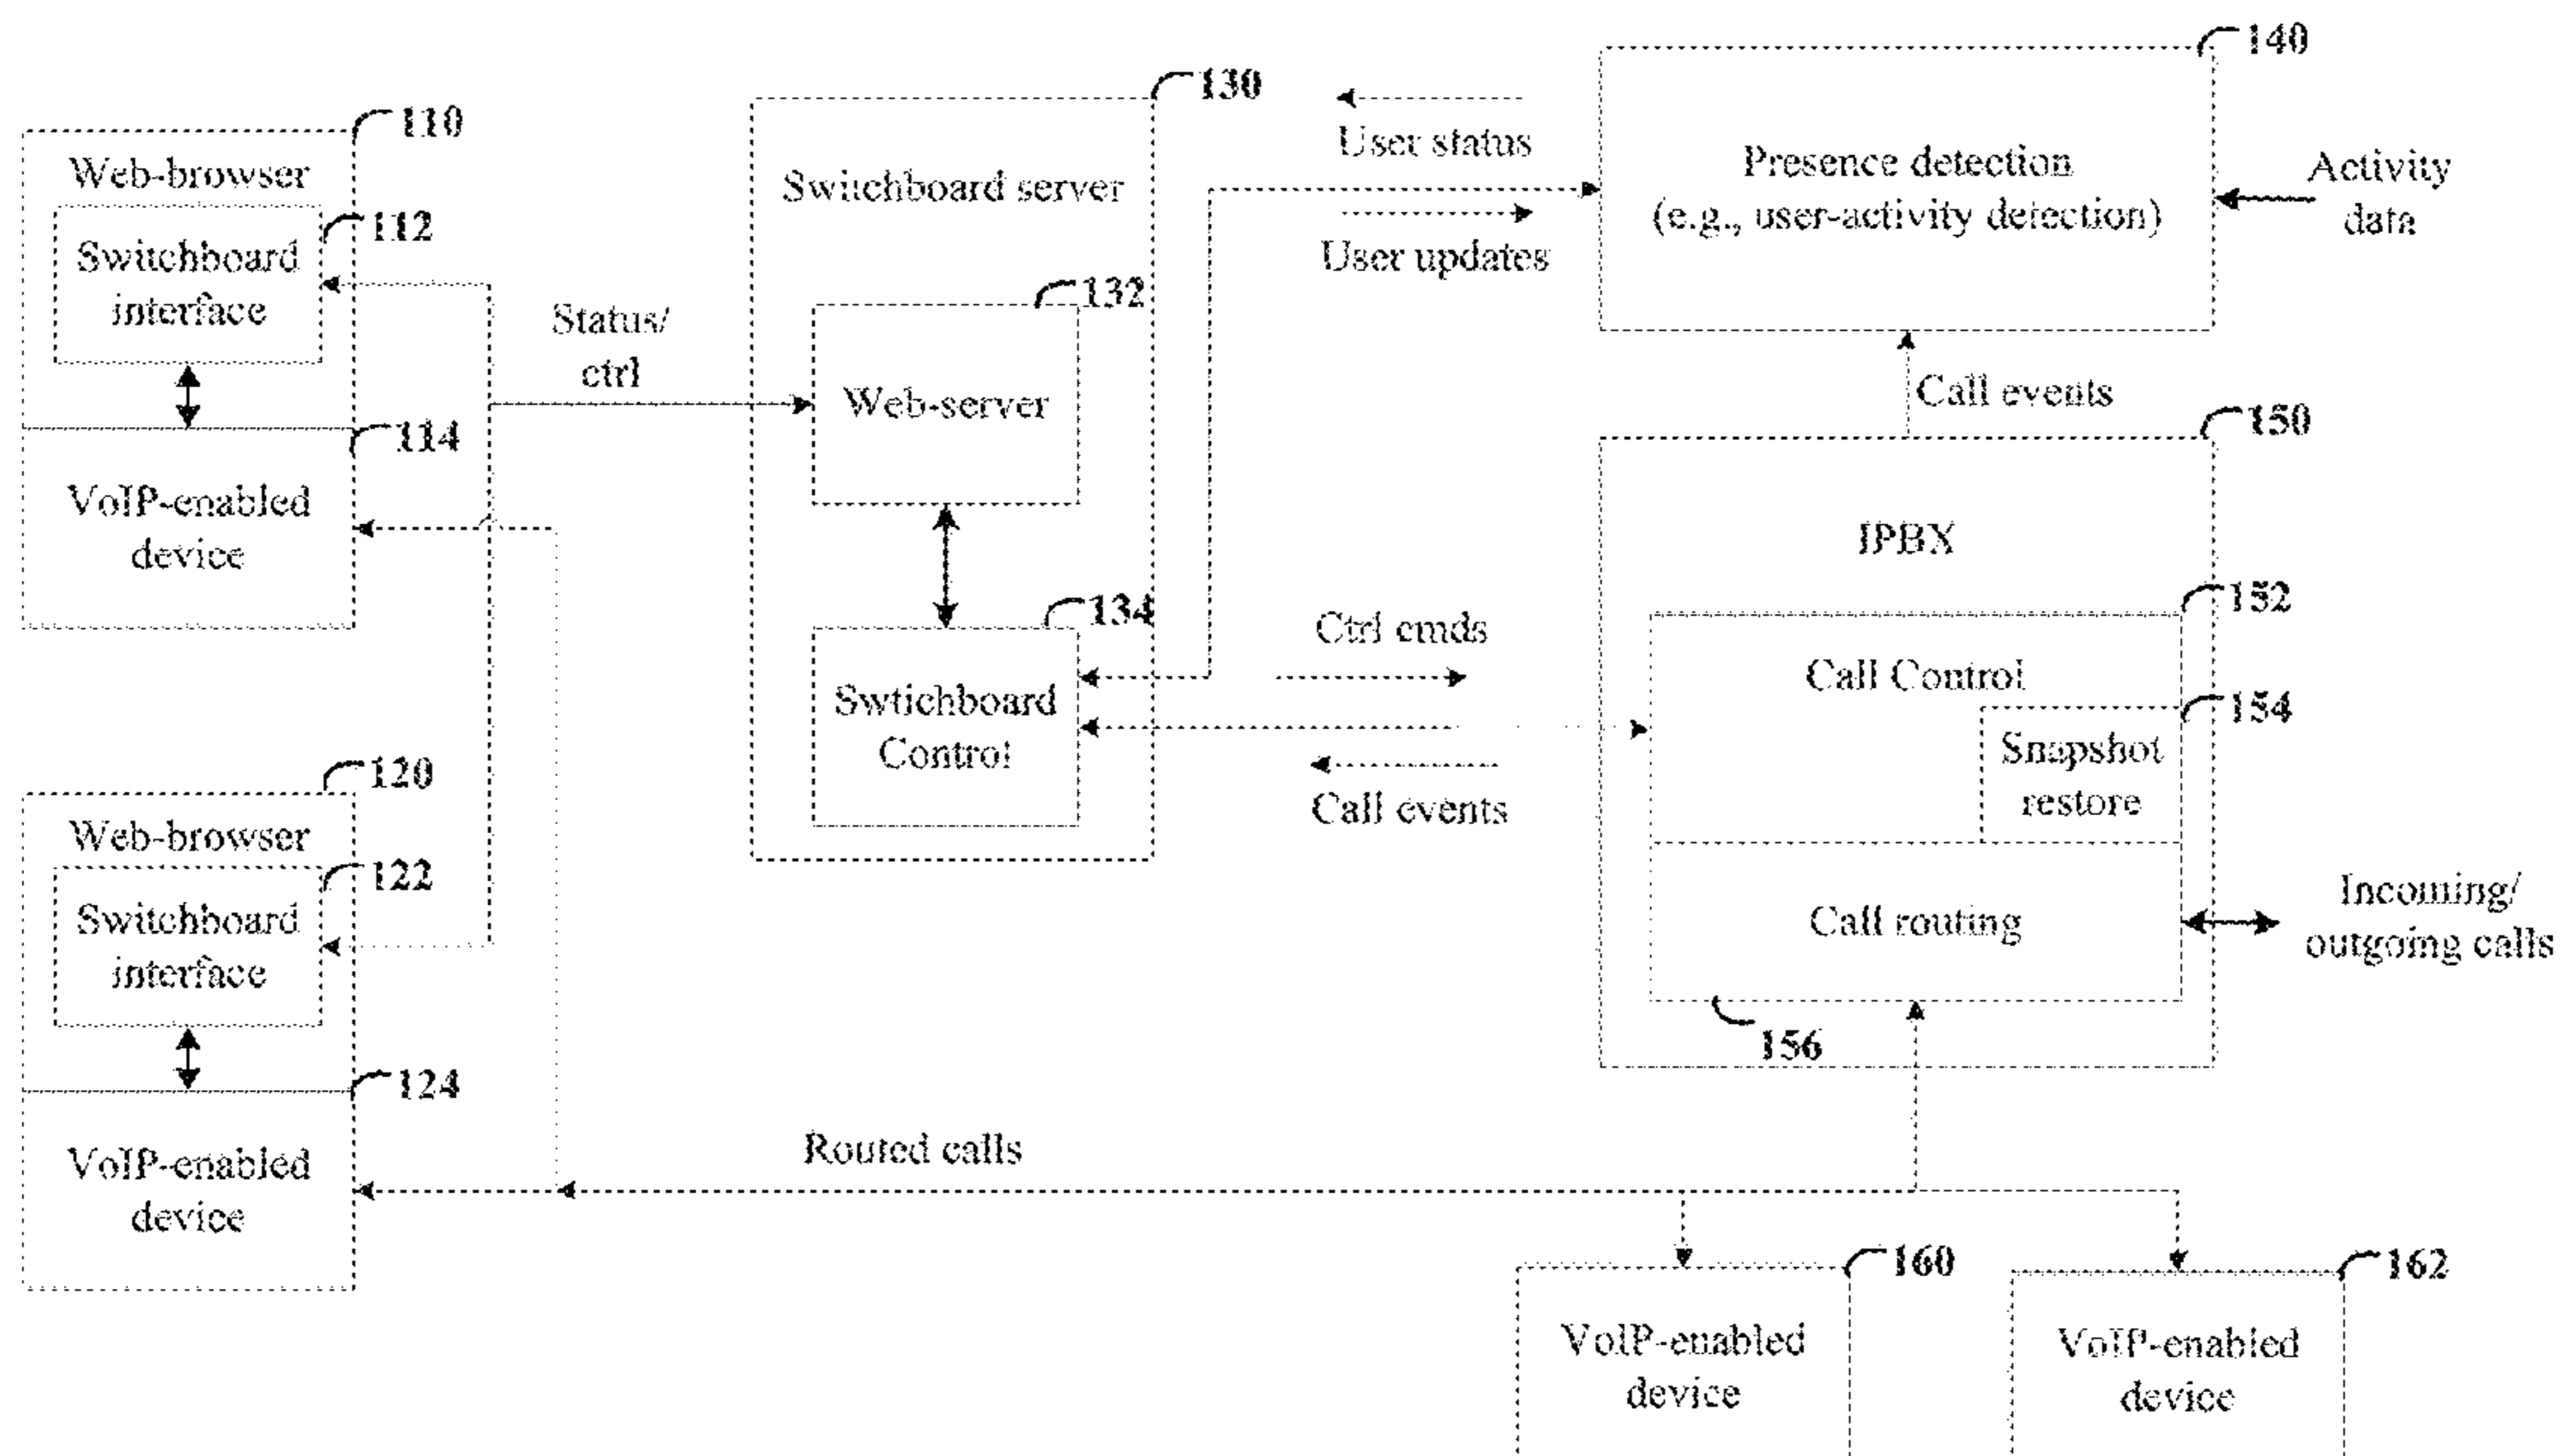 110
Web-browser
112
Switchboard
interface
114
VoIP-enabled
device
120
Web-browser
122
Switchboard
interface
124
VoIP-enabled
device
Status/
ctrl
130
Switchboard server
132
Web-server
134
Swtichboard
Control
User status
User updates
Ctrl cmds
Call events
Routed calls
140
Presence detection
(e.g., user-activity detection)
Activity
data
Call events
150
IPBX
152
Call Control
154
Snapshot
restore
Call routing
156
Incoming/
outgoing calls
160
VoIP-enabled
device
162
VoIP-enabled
device